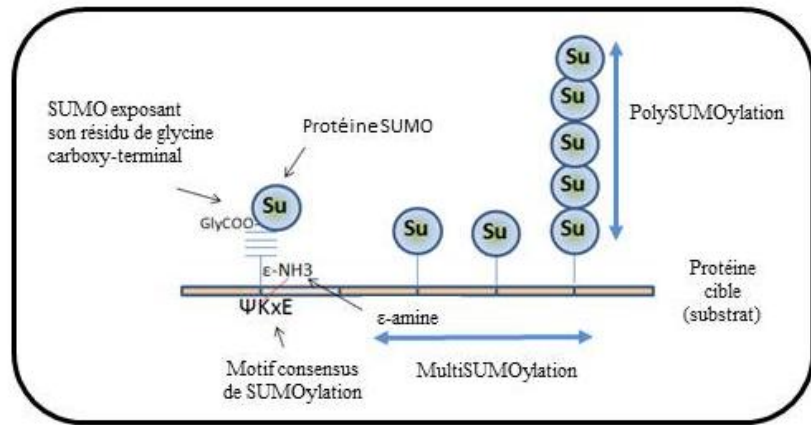 SUMO exposant
son résidu de glycine
carboxy-terminal
Protéine SUMO
Su
Su
Su
Su
Su
PolySUMOylation
GlyCOO-
Su
Su
Su
ε-NH3
ΨKxE
ε-amine
Protéine
cible
(substrat)
Motif consensus
de SUMOylation
MultiSUMOylation